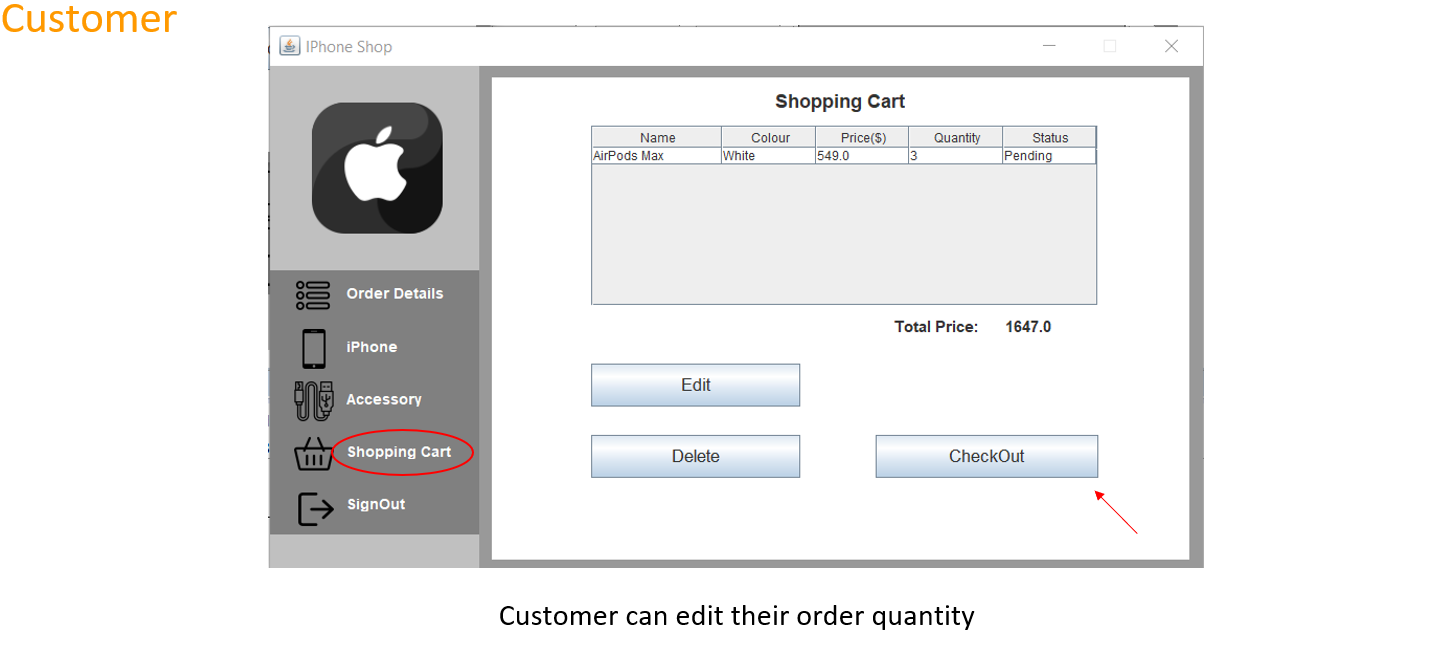 Customer
IPhone Shop
Shopping Cart
Name Colour Price($) Quantity Status
AirPods Max White 549.0 3 Pending
Total Price: 1647.0
Order Details
iPhone
Accessory
Shopping Cart
SignOut
Edit
Delete CheckOut
Customer can edit their order quantity